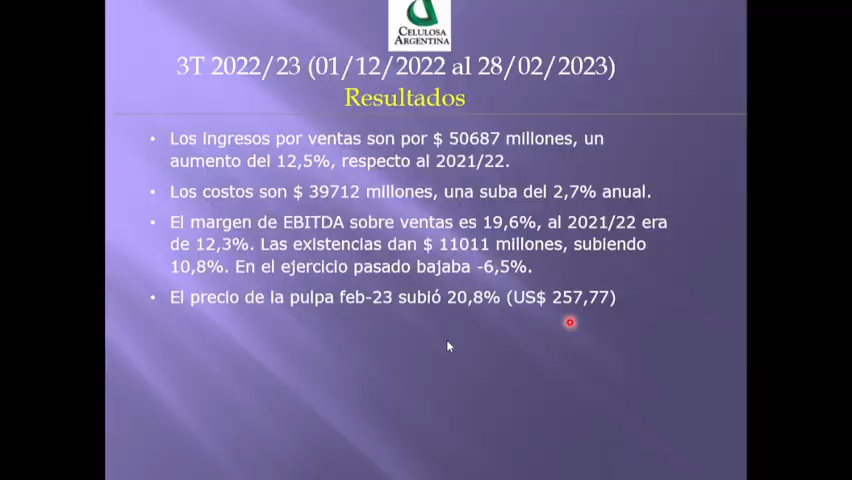 CELULOSA
ARGENTINA
3T 2022/23 (01/12/2022 al 28/02/2023)
Resultados
• Los ingresos por ventas son por $ 50687 millones, un
aumento del 12,5%, respecto al 2021/22.
• Los costos son $ 39712 millones, una suba del 2,7% anual.
• El margen de EBITDA sobre ventas es 19,6%, al 2021/22 era
de 12,3%. Las existencias dan $ 11011 millones, subiendo
10,8%. En el ejercicio pasado bajaba -6,5%.
• El precio de la pulpa feb-23 subió 20,8% (US$ 257,77)